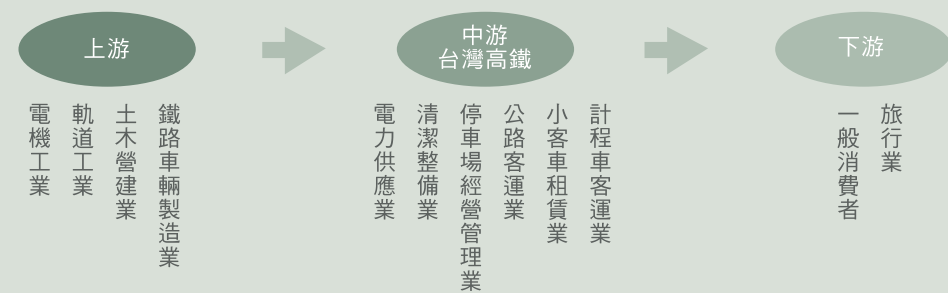 上游
電機工業
軌道工業
土木營建業
鐵路車輛製造業
中游
台灣高鐵
電力供應業
清潔整備業
停車場經營管理業
公路客運業
小客車租賃業
計程車客運業
下游
一般消費者
旅行業